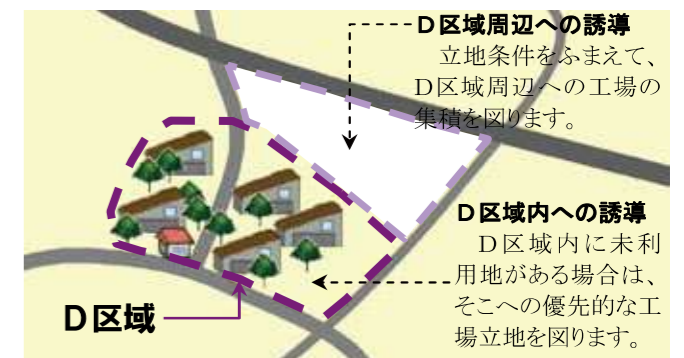 D区域周辺への誘導
立地条件をふまえて、
D区域周辺への工場の
集積を図ります。
D区域内への誘導
D区域内に未利
用地がある場合は、
そこへの優先的な工
場立地を図ります。
D区域